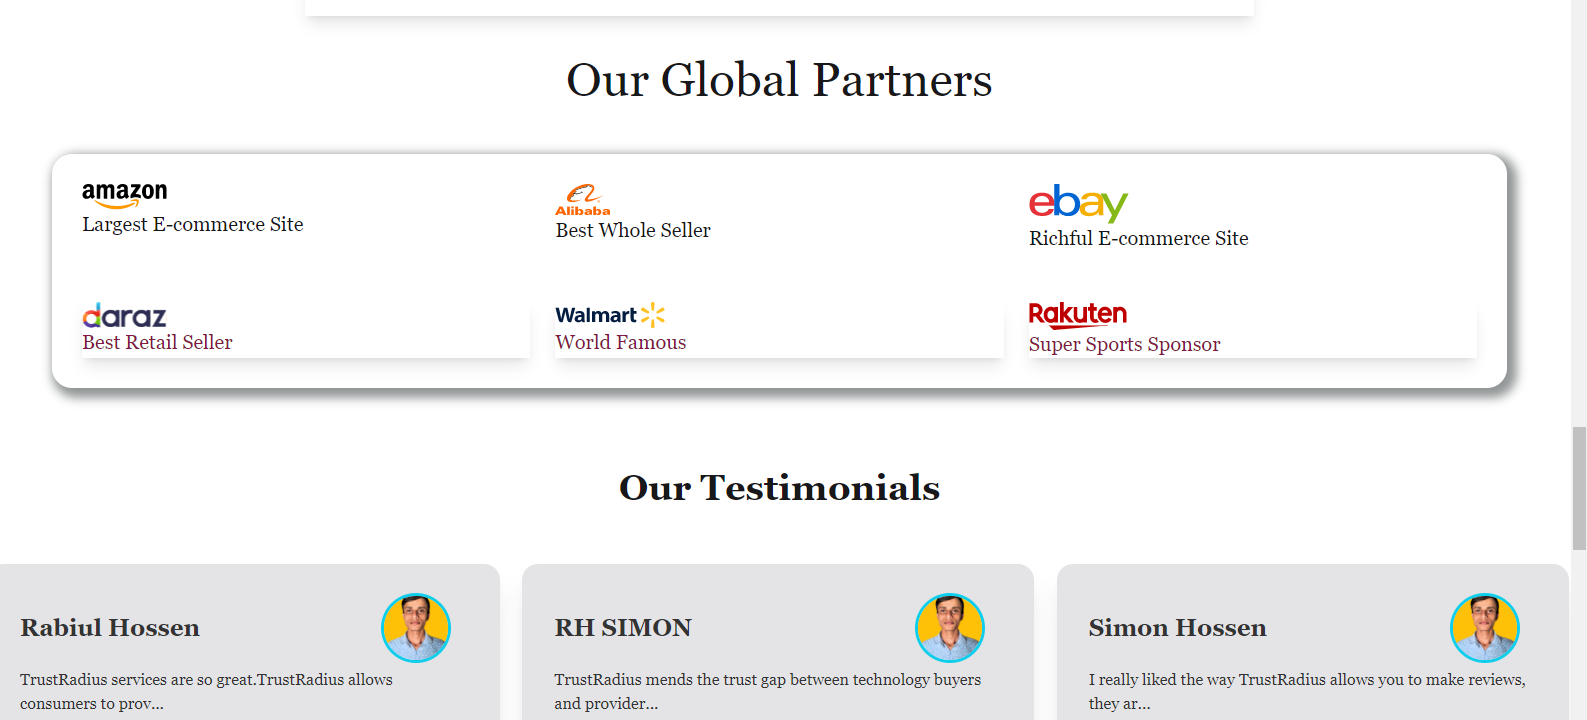 Our Global Partners
amazon
Largest E-commerce Site
Alibaba
Best Whole Seller
ebay
Richful E-commerce Site
daraz
Best Retail Seller
Walmart
World Famous
Rakuten
Super Sports Sponsor
Our Testimonials
Rabiul Hossen
TrustRadius services are so great.TrustRadius allows
consumers to prov...
RH SIMON
TrustRadius mends the trust gap between technology buyers
and provider...
Simon Hossen
I really liked the way TrustRadius allows you to make reviews,
they ar...